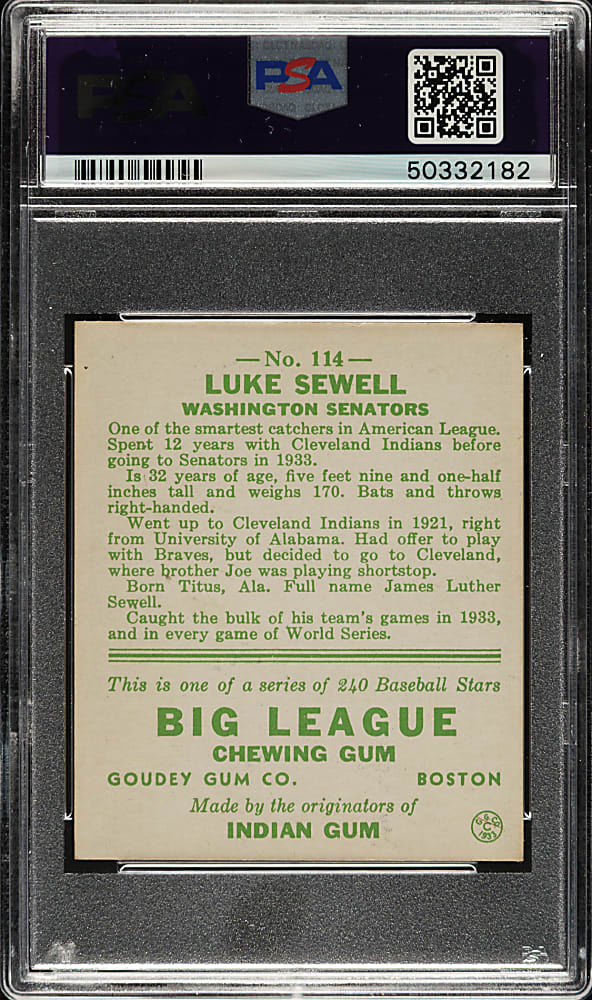 PSA
PSA
50332182
—No. 114—
LUKE SEWELL
WASHINGTON SENATORS
One of the smartest catchers in American League.
Spent 12 years with Cleveland Indians before
going to Senators in 1933.
Is 32 years of age, five feet nine and one-half
inches tall and weighs 170. Bats and throws
right-handed.
Went up to Cleveland Indians in 1921, right
from University of Alabama. Had offer to play
with Braves, but decided to go to Cleveland,
where brother Joe was playing shortstop.
Born Titus, Ala. Full name James Luther
Sewell.
Caught the bulk of his team's games in 1933,
and in every game of World Series.
This is one of a series of 240 Baseball Stars
BIG LEAGUE
CHEWING GUM
GOUDEY GUM CO. BOSTON
Made by the originators of
INDIAN GUM
G.G.CO.
C
1933